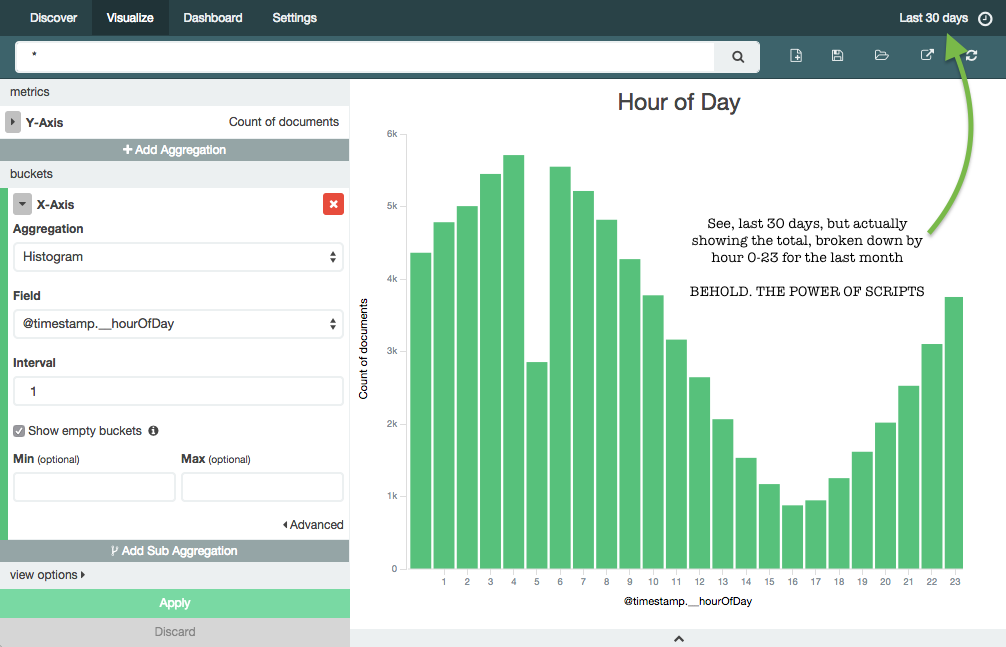 Discover Visualize Dashboard Settings Last 30 days
*
metrics
Y-Axis Count of documents
Add Aggregation
buckets
X-Axis
Aggregation
Histogram
Field
@timestamp.__hourOfDay
Interval
1
Show empty buckets
Min (optional) Max (optional)
Advanced
Add Sub Aggregation
view options
Apply
Discard
Hour of Day
6k
5k
4k
3k
2k
1k
0
Count of documents
See, last 30 days, but actually
showing the total, broken down by
hour 0-23 for the last month
BEHOLD. THE POWER OF SCRIPTS
1 2 3 4 5 6 7 8 9 10 11 12 13 14 15 16 17 18 19 20 21 22 23
@timestamp.__hourOfDay